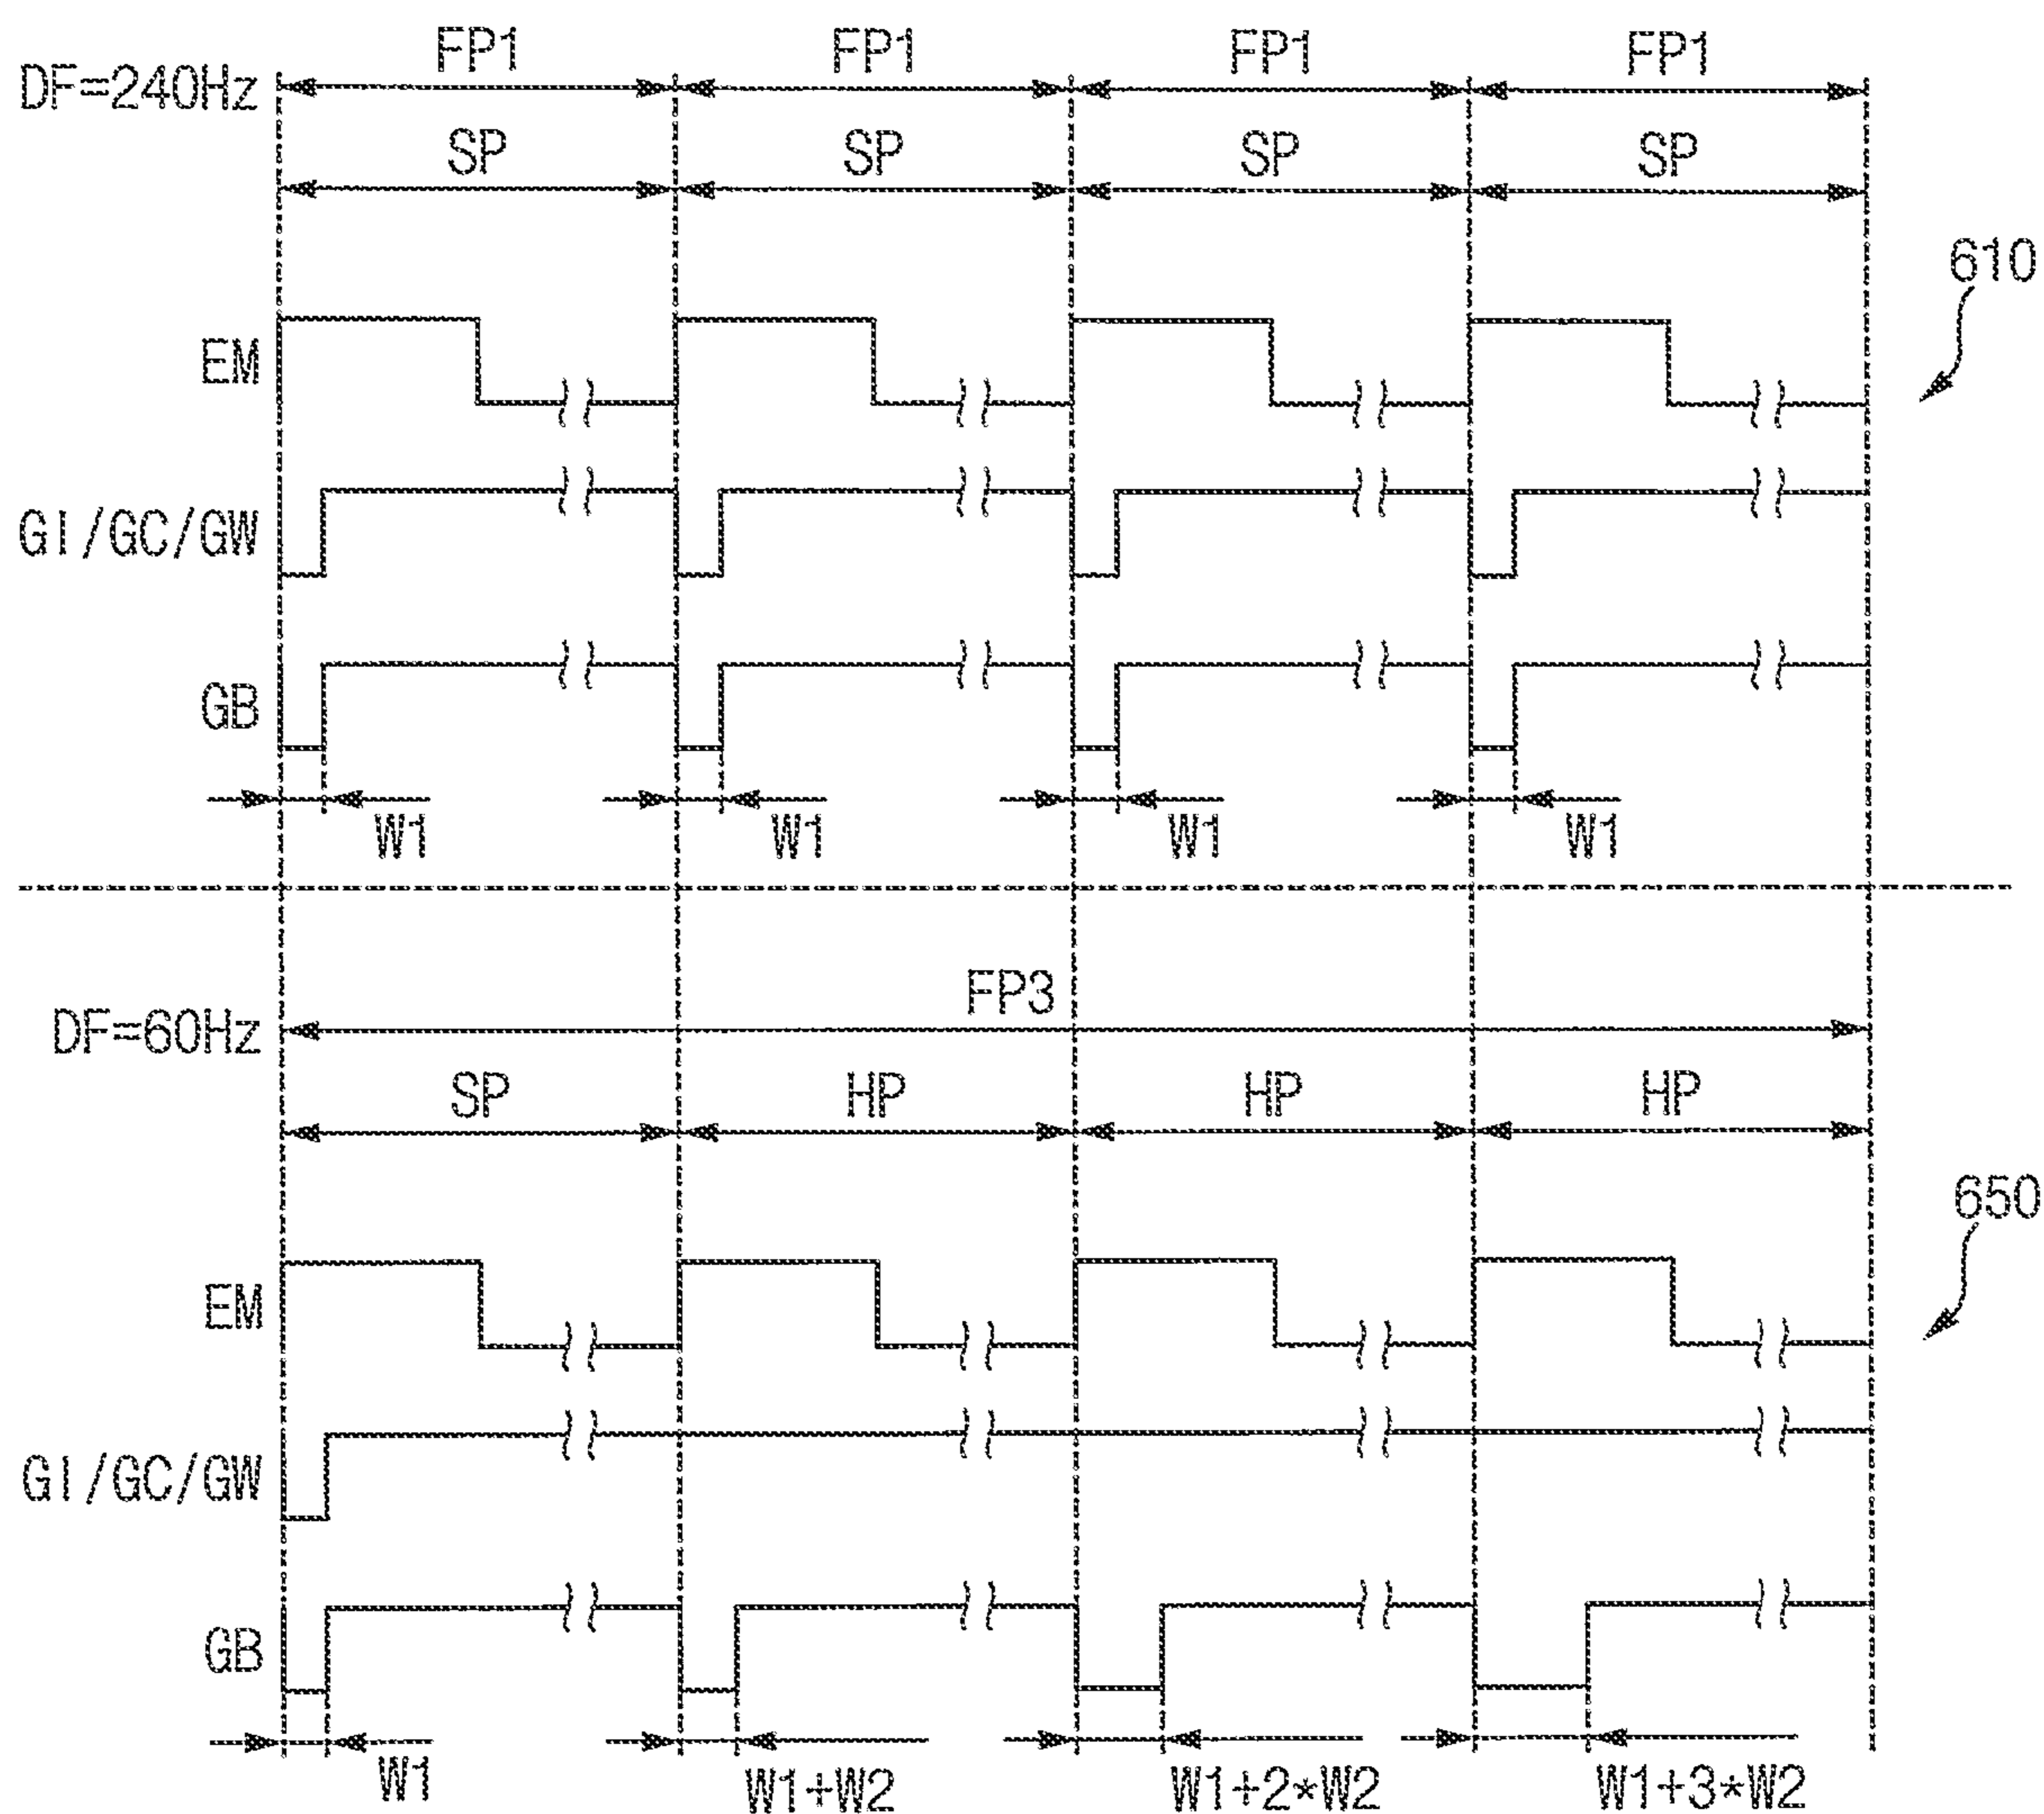 FP1 FP1 FP1 FP1
DF=240Hz
SP SP SP SP
610
EM
GI/GC/GW
GB
W1 W1 W1 W1
FP3
DF=60Hz
SP HP HP HP
650
EM
GI/GC/GW
GB
W1 W1+W2 W1+2*W2 W1+3*W2